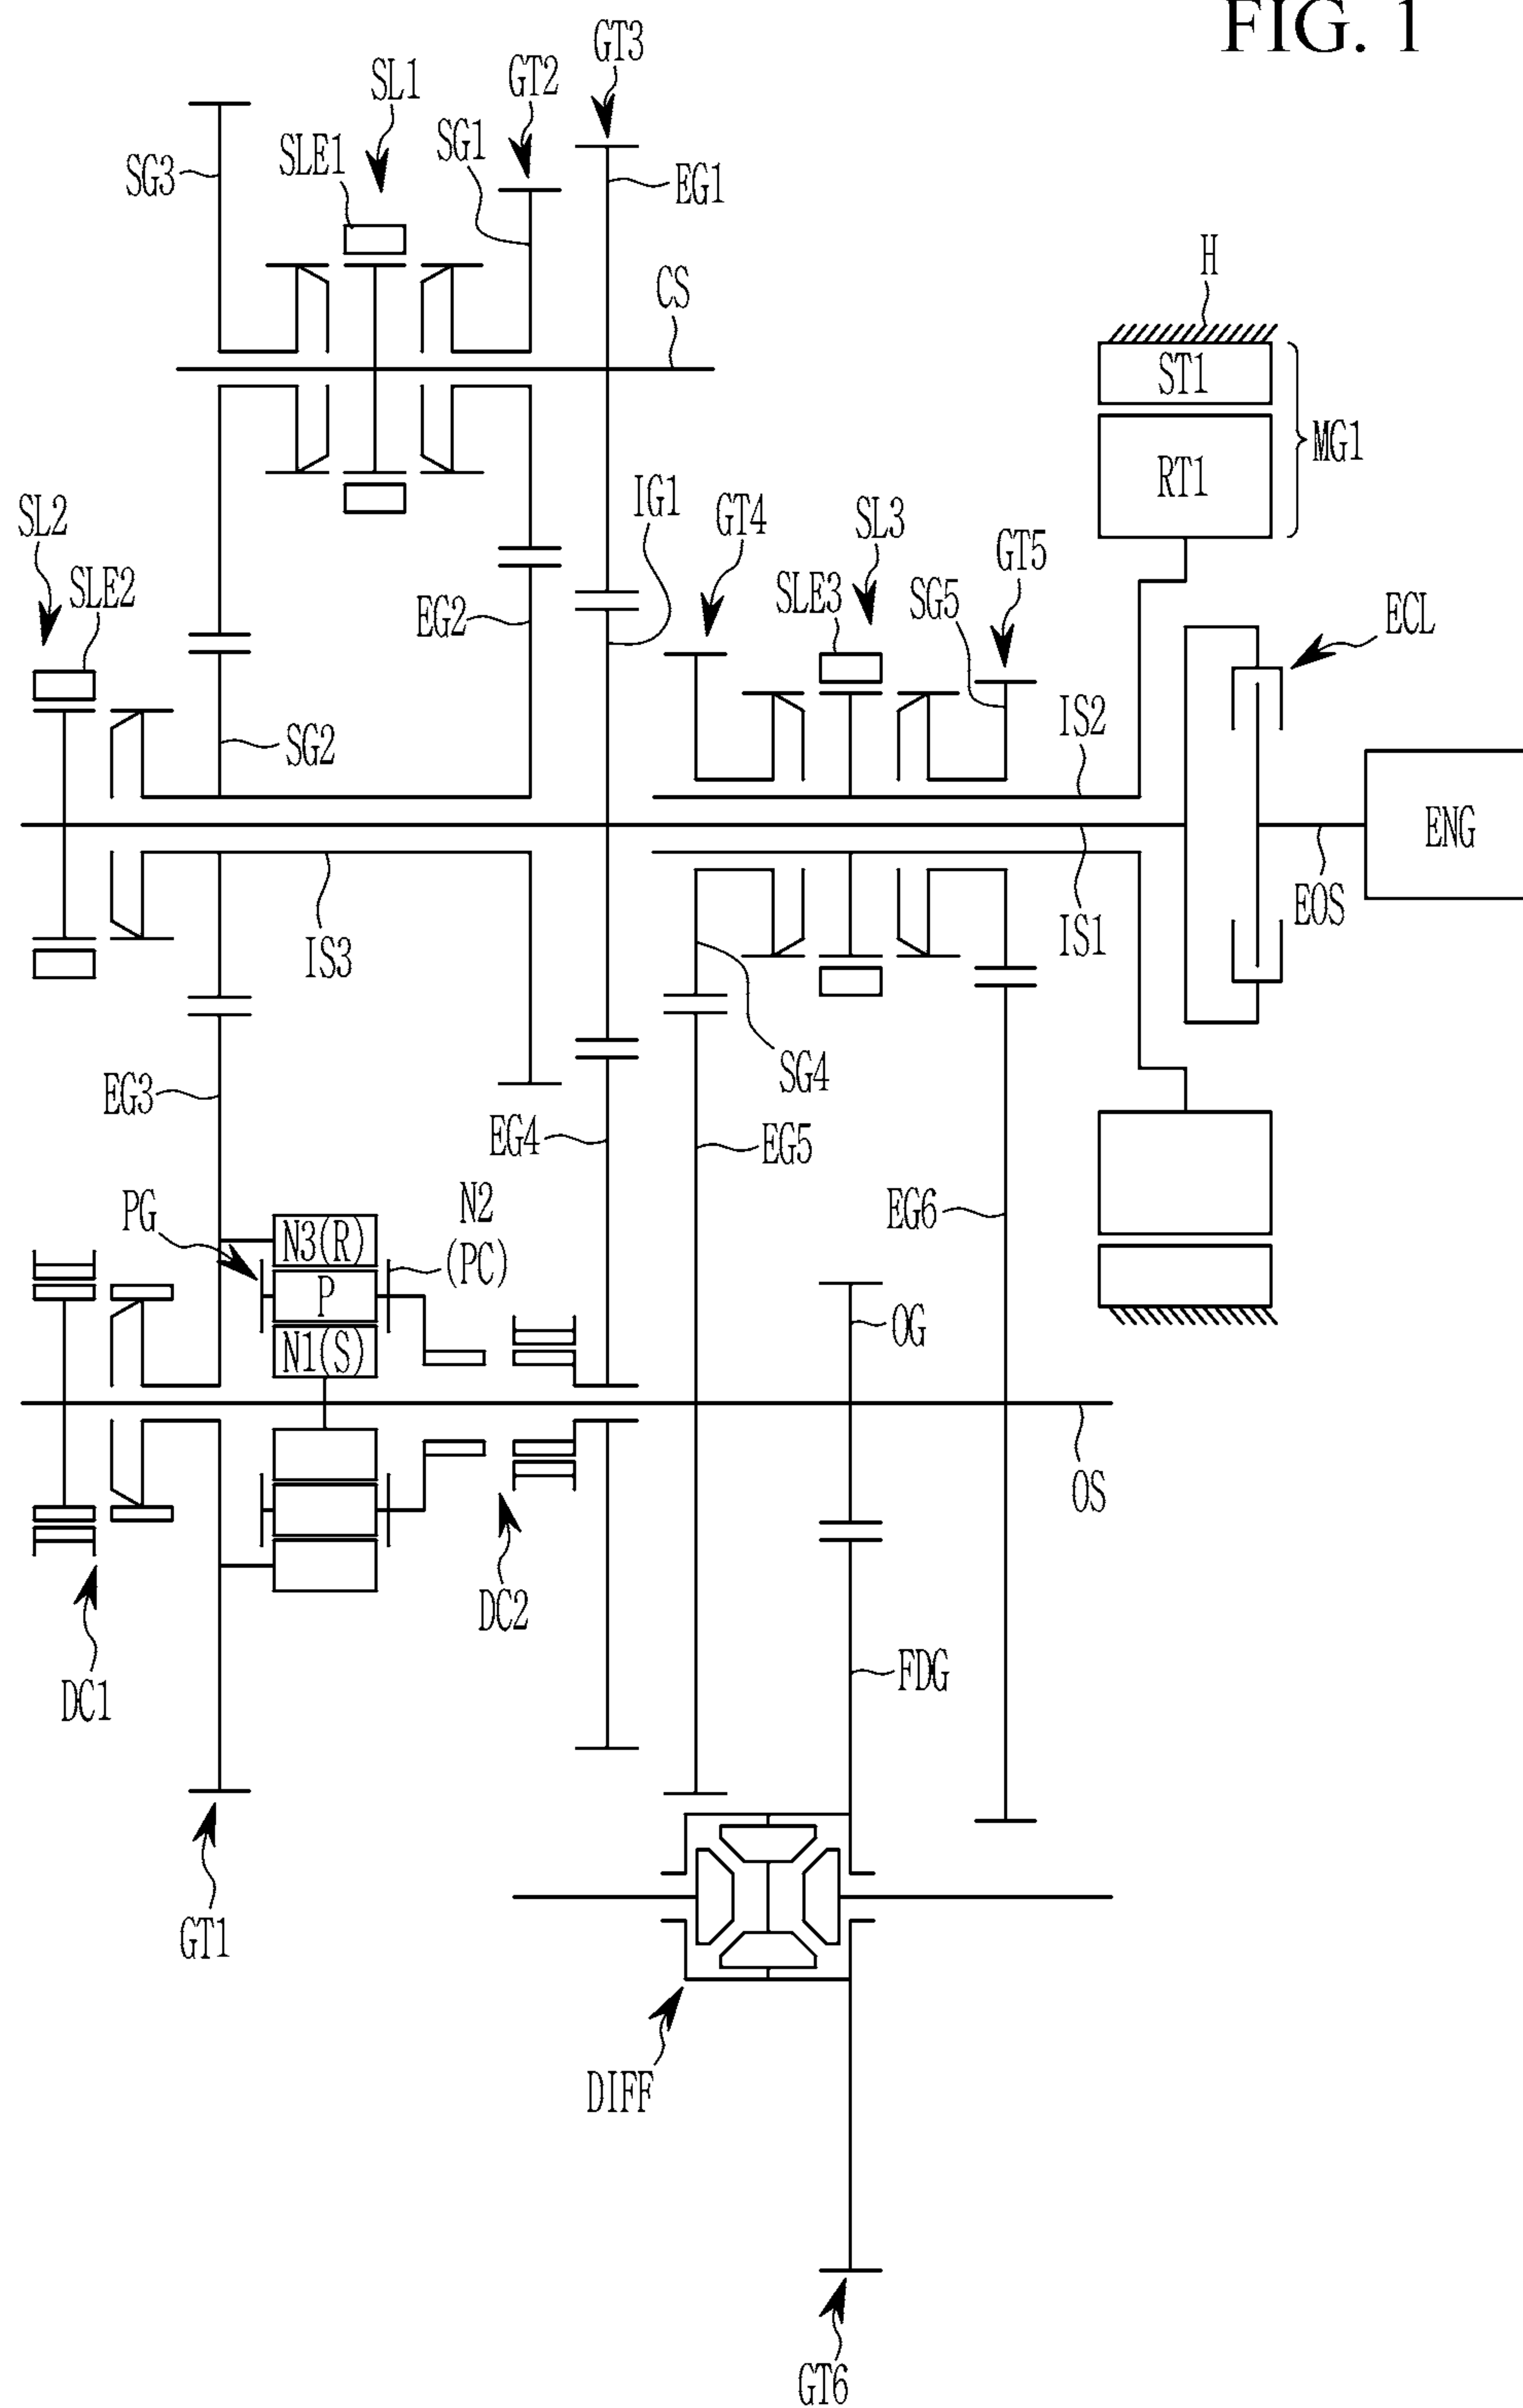 FIG. 1
GT3
SL1
GT2
SLE1
SG1
SG3
EG1
H
CS
ST1
MG1
RT1
SL2
IG1
GT4
SL3
GT5
SLE2
EG2
SLE3
SG5
ECL
SG2
IS2
ENG
IS3
IS1
EOS
EG3
EG4
EG5
SG4
PG
N3(R)
N2
(PC)
EG6
P
N1(S)
OG
OS
DC2
DC1
FDG
GT1
DIFF
GT6